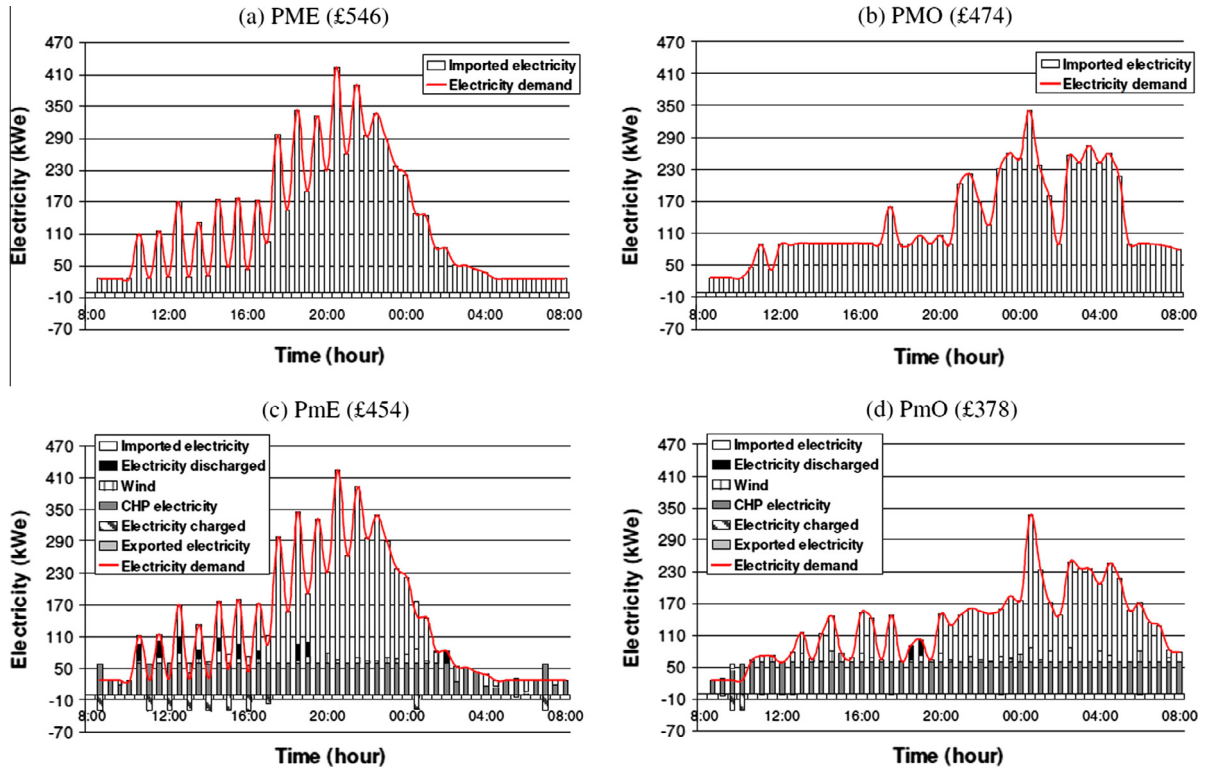 (a) PME (£546)
470
410
350
290
230
170
110
50
-10
-70
Electricity (kWe)
Imported electricity
Electricity demand
8:00
12:00
16:00
20:00
00:00
04:00
08:00
Time (hour)
(b) PMO (£474)
470
410
350
290
230
170
110
50
-10
-70
Electricity (kWe)
Imported electricity
Electricity demand
8:00
12:00
16:00
20:00
00:00
04:00
08:00
Time (hour)
(c) PmE (£454)
470
410
350
290
230
170
110
50
-10
-70
Electricity (kWe)
Imported electricity
Electricity discharged
Wind
CHP electricity
Electricity charged
Exported electricity
Electricity demand
8:00
12:00
16:00
20:00
00:00
04:00
08:00
Time (hour)
(d) PmO (£378)
470
410
350
290
230
170
110
50
-10
-70
Electricity (kWe)
Imported electricity
Electricity discharged
Wind
CHP electricity
Electricity charged
Exported electricity
Electricity demand
8:00
12:00
16:00
20:00
00:00
04:00
08:00
Time (hour)